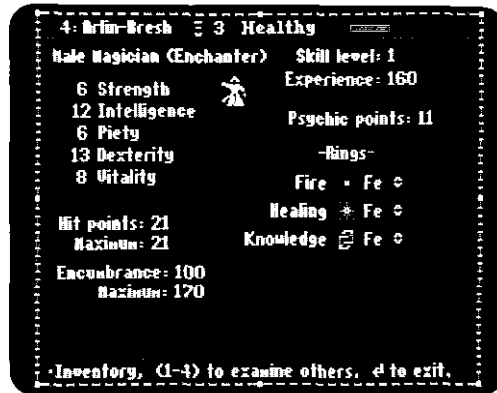 4: Arlin-Bresh 3 Healthy
Male Magician (Enchanter) Skill level: 1
Experience: 160
6 Strength
12 Intelligence
6 Piety
13 Dexterity
8 Vitality
Psychic points: 11
-Rings-
Fire Fe
Healing Fe
Knowledge Fe
Hit points: 21
Maximum: 21
Encumbrance: 100
Maximum: 170
·Inventory, (1-4) to examine others, ↵ to exit.